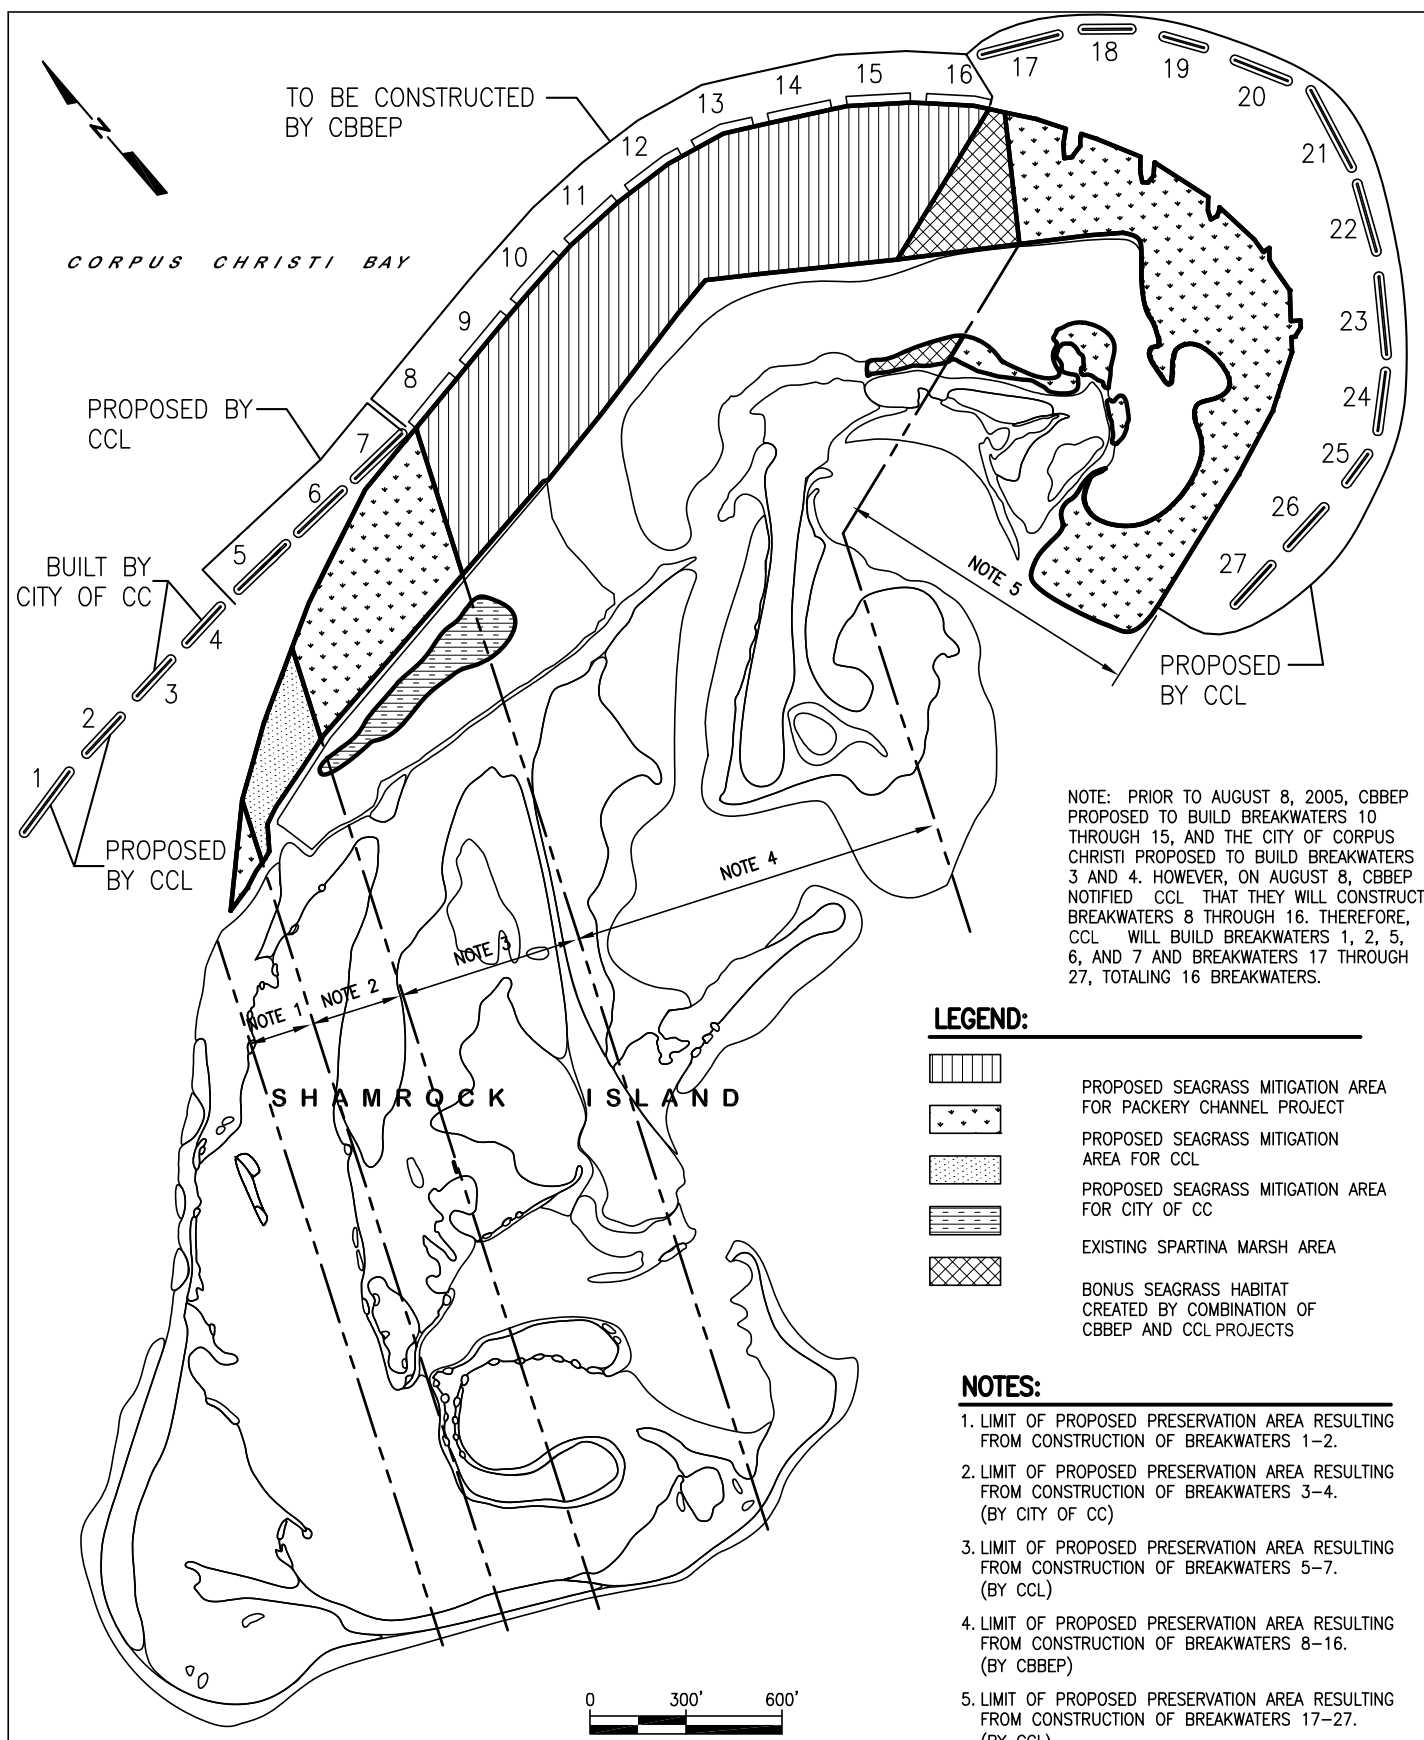 N
TO BE CONSTRUCTED
BY CBBEP
CORPUS CHRISTI BAY
PROPOSED BY
CCL
BUILT BY
CITY OF CC
PROPOSED
BY CCL
1
2
3
4
5
6
7
8
9
10
11
12
13
14
15
16
17
18
19
20
21
22
23
24
25
26
27
PROPOSED
BY CCL
NOTE 5
NOTE 4
NOTE 3
NOTE 2
NOTE 1
SHAMROCK ISLAND
NOTE: PRIOR TO AUGUST 8, 2005, CBBEP
PROPOSED TO BUILD BREAKWATERS 10
THROUGH 15, AND THE CITY OF CORPUS
CHRISTI PROPOSED TO BUILD BREAKWATERS
3 AND 4. HOWEVER, ON AUGUST 8, CBBEP
NOTIFIED CCL THAT THEY WILL CONSTRUCT
BREAKWATERS 8 THROUGH 16. THEREFORE,
CCL WILL BUILD BREAKWATERS 1, 2, 5,
6, AND 7 AND BREAKWATERS 17 THROUGH
27, TOTALING 16 BREAKWATERS.
LEGEND:
PROPOSED SEAGRASS MITIGATION AREA
FOR PACKERY CHANNEL PROJECT
PROPOSED SEAGRASS MITIGATION
AREA FOR CCL
PROPOSED SEAGRASS MITIGATION AREA
FOR CITY OF CC
EXISTING SPARTINA MARSH AREA
BONUS SEAGRASS HABITAT
CREATED BY COMBINATION OF
CBBEP AND CCL PROJECTS
NOTES:
1. LIMIT OF PROPOSED PRESERVATION AREA RESULTING
FROM CONSTRUCTION OF BREAKWATERS 1-2.
2. LIMIT OF PROPOSED PRESERVATION AREA RESULTING
FROM CONSTRUCTION OF BREAKWATERS 3-4.
(BY CITY OF CC)
3. LIMIT OF PROPOSED PRESERVATION AREA RESULTING
FROM CONSTRUCTION OF BREAKWATERS 5-7.
(BY CCL)
4. LIMIT OF PROPOSED PRESERVATION AREA RESULTING
FROM CONSTRUCTION OF BREAKWATERS 8-16.
(BY CBBEP)
5. LIMIT OF PROPOSED PRESERVATION AREA RESULTING
FROM CONSTRUCTION OF BREAKWATERS 17-27.
(BY CCL)
0 300' 600'